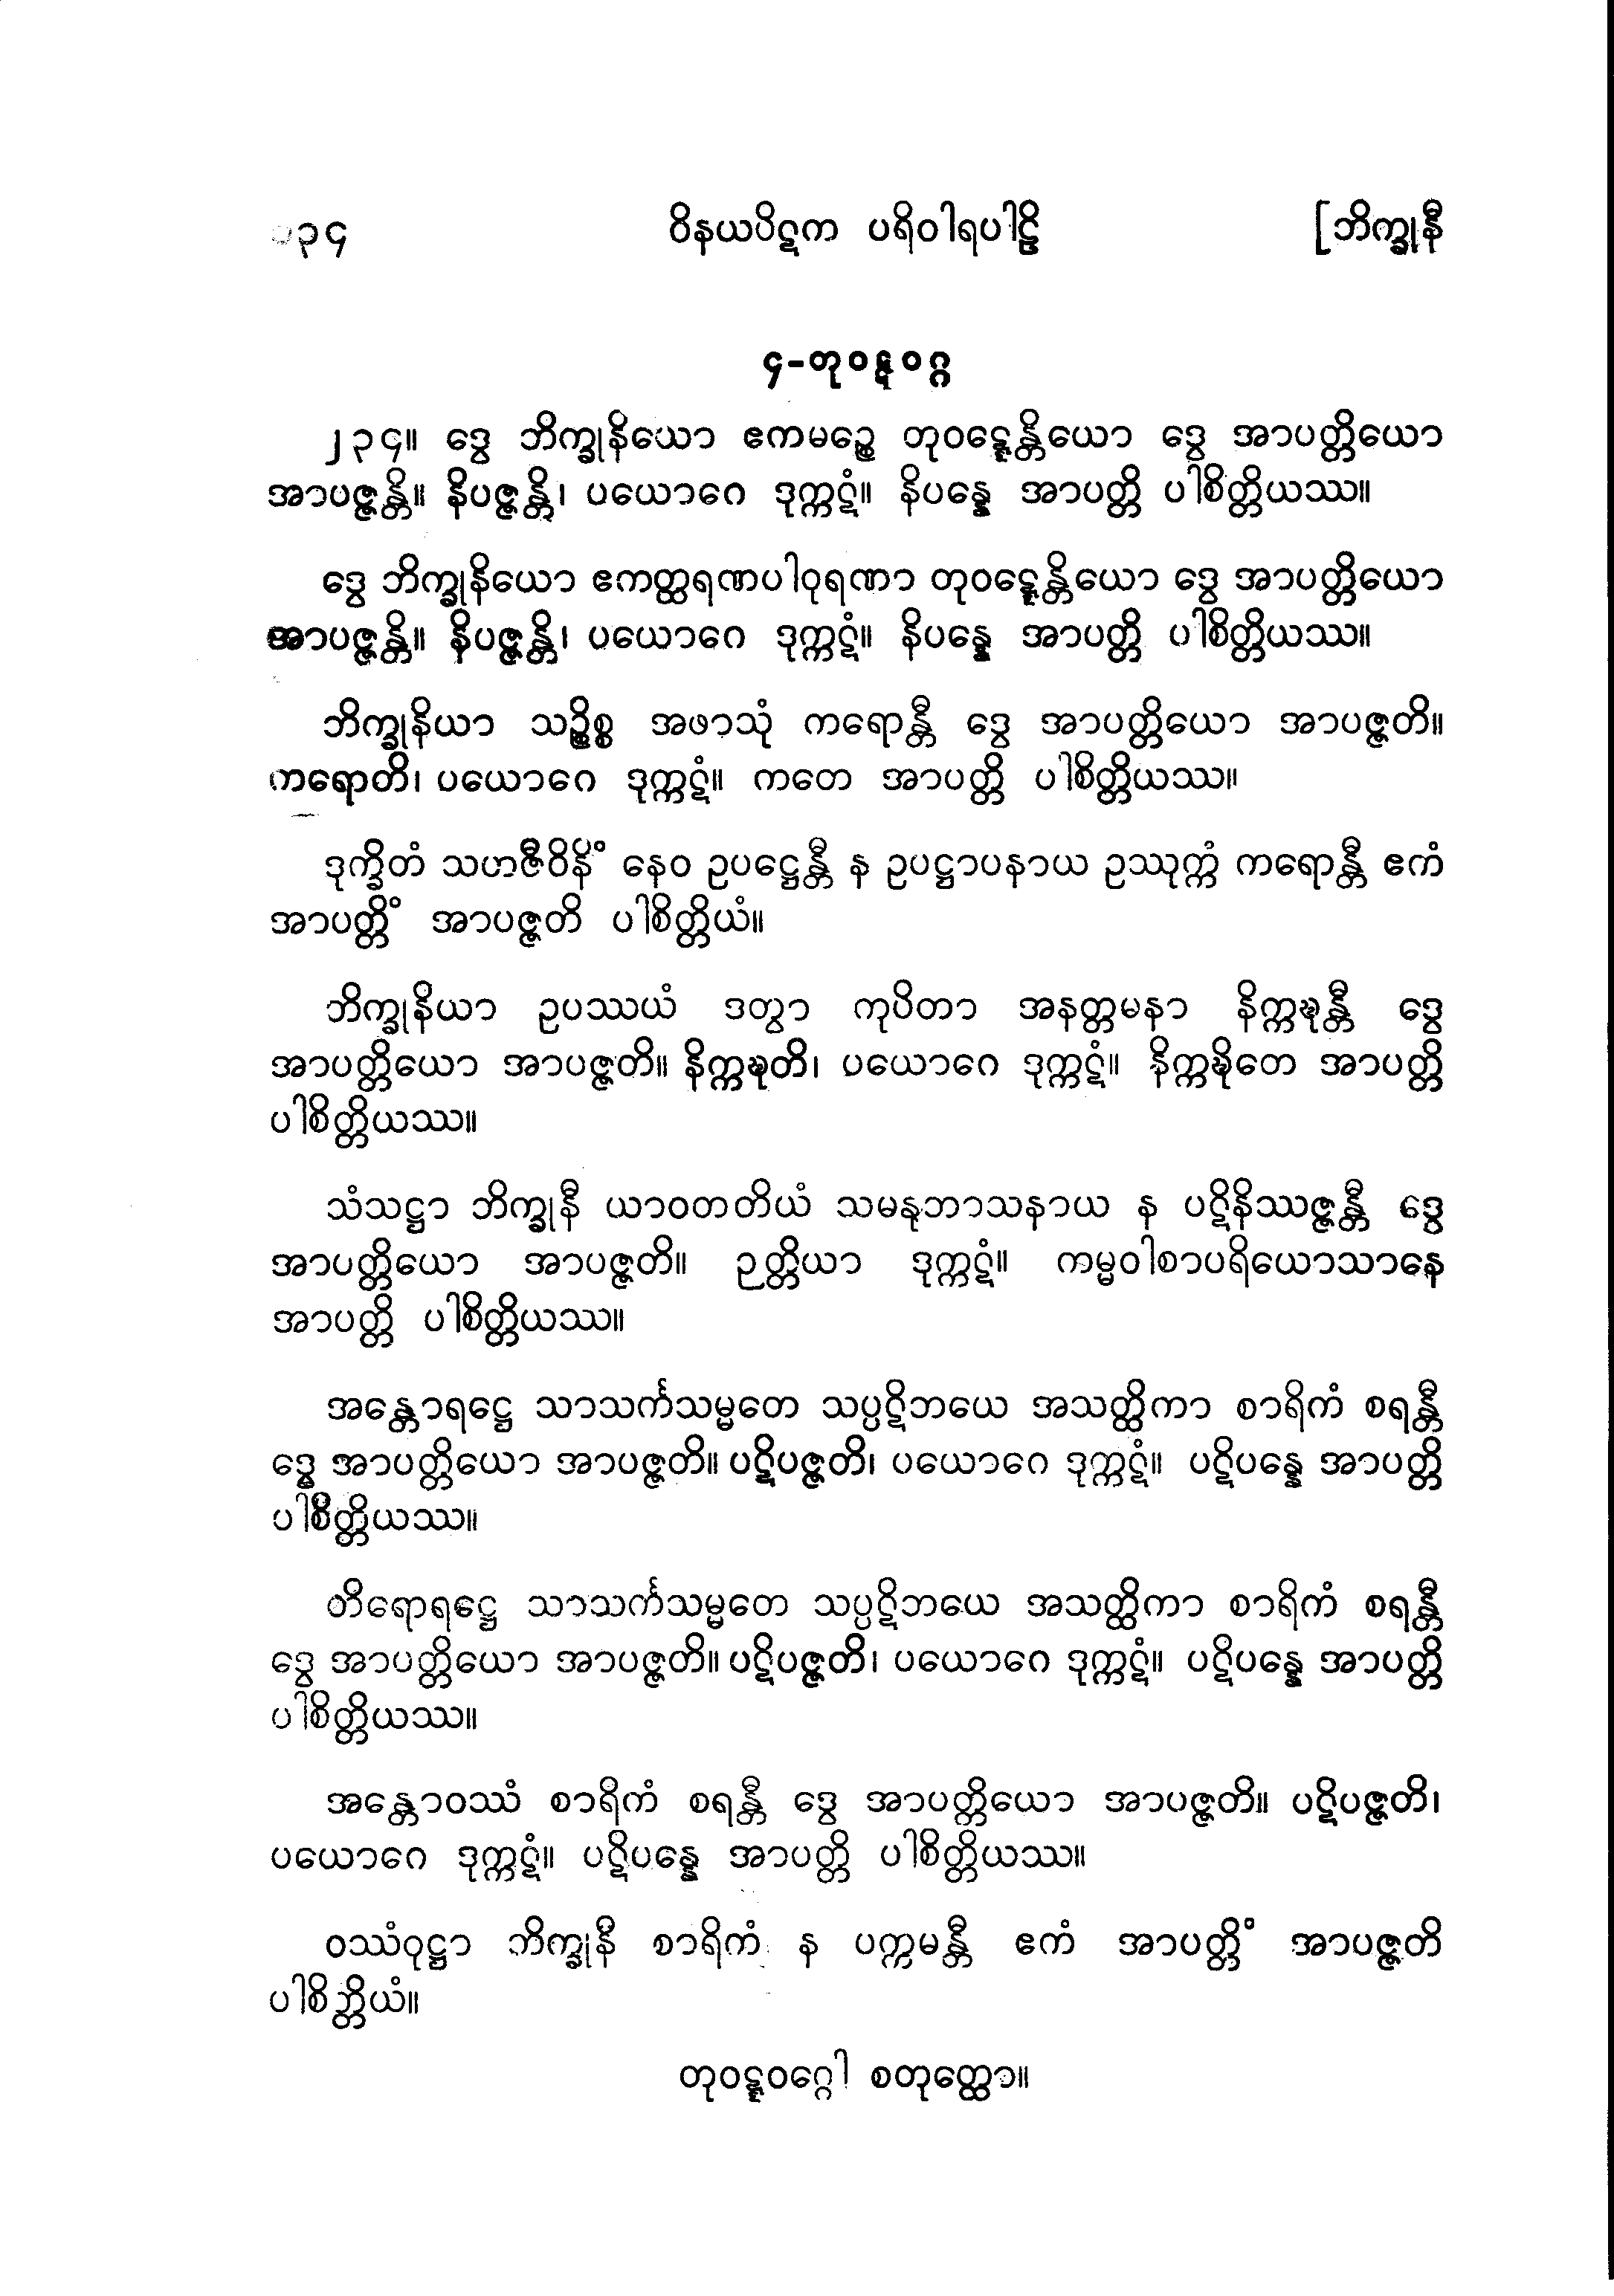 ၁၃၄ ဝိနယပိဋက ပရိဝါရပါဠိ [ဘိက္ခုနီ
၄-တုဝဋ္ဋဝဂ္ဂ
၂၃၄။ ဒွေ ဘိက္ခုနိယော ဧကမဉ္စေ တုဝဋ္ဋေန္တိယော ဒွေ အာပတ္တိယော
အာပဇ္ဇန္တိ။ နိပဇ္ဇန္တိ၊ ပယောဂေ ဒုက္ကဋံ။ နိပန္နေ အာပတ္တိ ပါစိတ္တိယဿ။
ဒွေ ဘိက္ခုနိယော ဧကတ္ထရဏပါဝုရဏာ တုဝဋ္ဋေန္တိယော ဒွေ အာပတ္တိယော
အာပဇ္ဇန္တိ။ နိပဇ္ဇန္တိ၊ ပယောဂေ ဒုက္ကဋံ။ နိပန္နေ အာပတ္တိ ပါစိတ္တိယဿ။
ဘိက္ခုနိယာ သဉ္စိစ္စ အဖာသုံ ကရောန္တီ ဒွေ အာပတ္တိယော အာပဇ္ဇတိ။
ကရောတိ၊ ပယောဂေ ဒုက္ကဋံ။ ကတေ အာပတ္တိ ပါစိတ္တိယဿ။
ဒုက္ခိတံ သဟဇီဝိနိံ နေဝ ဥပဋ္ဌေန္တီ န ဥပဋ္ဌာပနာယ ဥဿုက္ကံ ကရောန္တီ ဧကံ
အာပတ္တိံ အာပဇ္ဇတိ ပါစိတ္တိယံ။
ဘိက္ခုနိယာ ဥပဿယံ ဒတွာ ကုပိတာ အနတ္တမနာ နိက္ကဍ္ဎန္တီ ဒွေ
အာပတ္တိယော အာပဇ္ဇတိ။ နိက္ကဍ္ဎတိ၊ ပယောဂေ ဒုက္ကဋံ။ နိက္ကဍ္ဎိတေ အာပတ္တိ
ပါစိတ္တိယဿ။
သံသဋ္ဌာ ဘိက္ခုနီ ယာဝတတိယံ သမနုဘာသနာယ န ပဋိနိဿဇ္ဇန္တီ ဒွေ
အာပတ္တိယော အာပဇ္ဇတိ။ ဉတ္တိယာ ဒုက္ကဋံ။ ကမ္မဝါစာပရိယောသာနေ
အာပတ္တိ ပါစိတ္တိယဿ။
အန္တောရဋ္ဌေ သာသင်္ကသမ္မတေ သပ္ပဋိဘယေ အသတ္ထိကာ စာရိကံ စရန္တီ
ဒွေ အာပတ္တိယော အာပဇ္ဇတိ။ ပဋိပဇ္ဇတိ၊ ပယောဂေ ဒုက္ကဋံ။ ပဋိပန္နေ အာပတ္တိ
ပါစိတ္တိယဿ။
တိရောရဋ္ဌေ သာသင်္ကသမ္မတေ သပ္ပဋိဘယေ အသတ္ထိကာ စာရိကံ စရန္တီ
ဒွေ အာပတ္တိယော အာပဇ္ဇတိ။ ပဋိပဇ္ဇတိ၊ ပယောဂေ ဒုက္ကဋံ။ ပဋိပန္နေ အာပတ္တိ
ပါစိတ္တိယဿ။
အန္တောဝဿံ စာရိကံ စရန္တီ ဒွေ အာပတ္တိယော အာပဇ္ဇတိ။ ပဋိပဇ္ဇတိ၊
ပယောဂေ ဒုက္ကဋံ။ ပဋိပန္နေ အာပတ္တိ ပါစိတ္တိယဿ။
ဝဿံဝုဋ္ဌာ ဘိက္ခုနီ စာရိကံ န ပက္ကမန္တီ ဧကံ အာပတ္တိံ အာပဇ္ဇတိ
ပါစိတ္တိယံ။
တုဝဋ္ဋဝဂ္ဂေါ စတုတ္ထော။